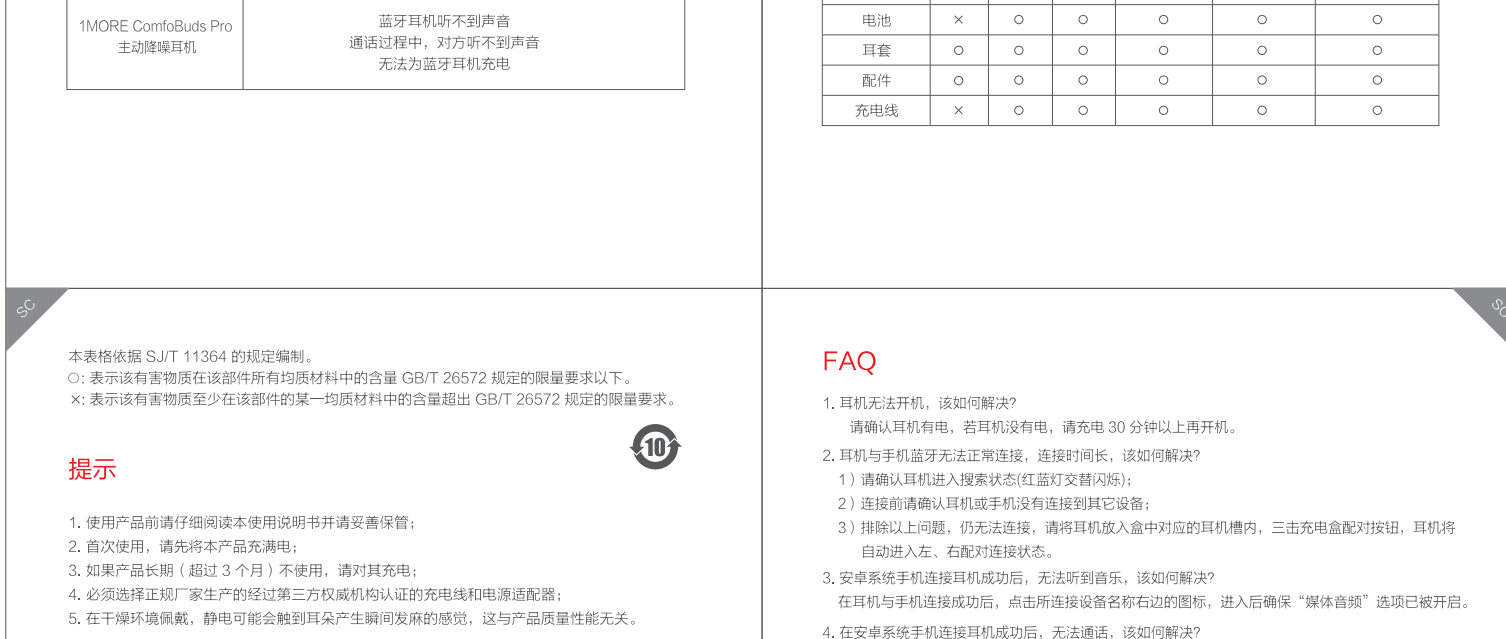 1MORE ComfoBuds Pro
主动降噪耳机
蓝牙耳机听不到声音
通话过程中，对方听不到声音
无法为蓝牙耳机充电
电池 × ○ ○ ○ ○ ○
耳套 ○ ○ ○ ○ ○ ○
配件 ○ ○ ○ ○ ○ ○
充电线 × ○ ○ ○ ○ ○
SC
本表格依据 SJ/T 11364 的规定编制。
○: 表示该有害物质在该部件所有均质材料中的含量 GB/T 26572 规定的限量要求以下。
×: 表示该有害物质至少在该部件的某一均质材料中的含量超出 GB/T 26572 规定的限量要求。
10
提示
1. 使用产品前请仔细阅读本使用说明书并请妥善保管；
2. 首次使用，请先将本产品充满电；
3. 如果产品长期（超过 3 个月）不使用，请对其充电；
4. 必须选择正规厂家生产的经过第三方权威机构认证的充电线和电源适配器；
5. 在干燥环境佩戴，静电可能会触到耳朵产生瞬间发麻的感觉，这与产品质量性能无关。
SC
FAQ
1. 耳机无法开机，该如何解决?
请确认耳机有电，若耳机没有电，请充电 30 分钟以上再开机。
2. 耳机与手机蓝牙无法正常连接，连接时间长，该如何解决?
1）请确认耳机进入搜索状态(红蓝灯交替闪烁)；
2）连接前请确认耳机或手机没有连接到其它设备；
3）排除以上问题，仍无法连接，请将耳机放入盒中对应的耳机槽内，三击充电盒配对按钮，耳机将
自动进入左、右配对连接状态。
3. 安卓系统手机连接耳机成功后，无法听到音乐，该如何解决?
在耳机与手机连接成功后，点击所连接设备名称右边的图标，进入后确保“媒体音频”选项已被开启。
4. 在安卓系统手机连接耳机成功后，无法通话，该如何解决?